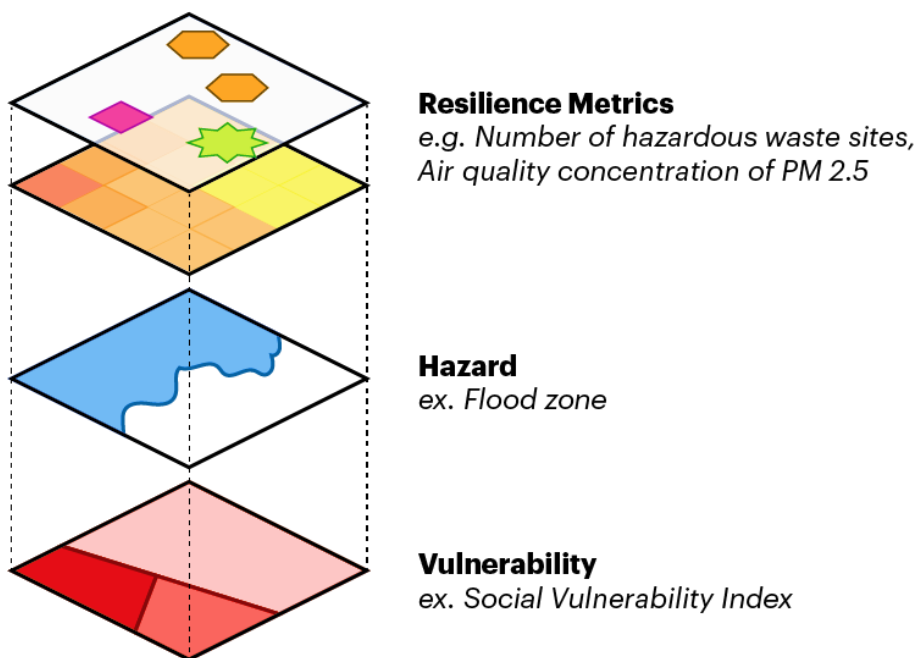 Resilience Metrics
e.g. Number of hazardous waste sites,
Air quality concentration of PM 2.5
Hazard
ex. Flood zone
Vulnerability
ex. Social Vulnerability Index